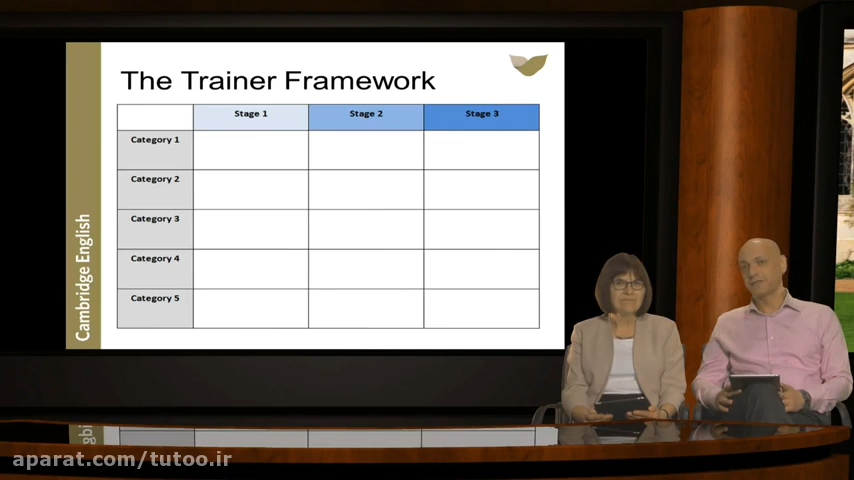 The Trainer Framework
Stage 1 Stage 2 Stage 3
Category 1
Category 2
Category 3
Category 4
Category 5
Cambridge English
aparat.com/tutoo.ir